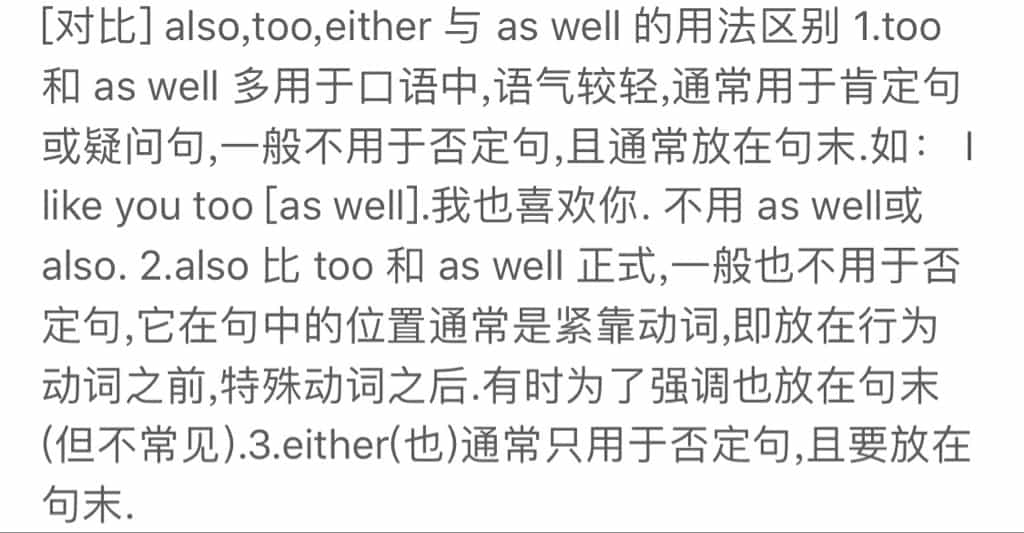 [对比] also,too,either 与 as well 的用法区别 1.too
和 as well 多用于口语中,语气较轻,通常用于肯定句
或疑问句,一般不用于否定句,且通常放在句末.如： I
like you too [as well].我也喜欢你. 不用 as well或
also. 2.also 比 too 和 as well 正式,一般也不用于否
定句,它在句中的位置通常是紧靠动词,即放在行为
动词之前,特殊动词之后.有时为了强调也放在句末
(但不常见).3.either(也)通常只用于否定句,且要放在
句末.